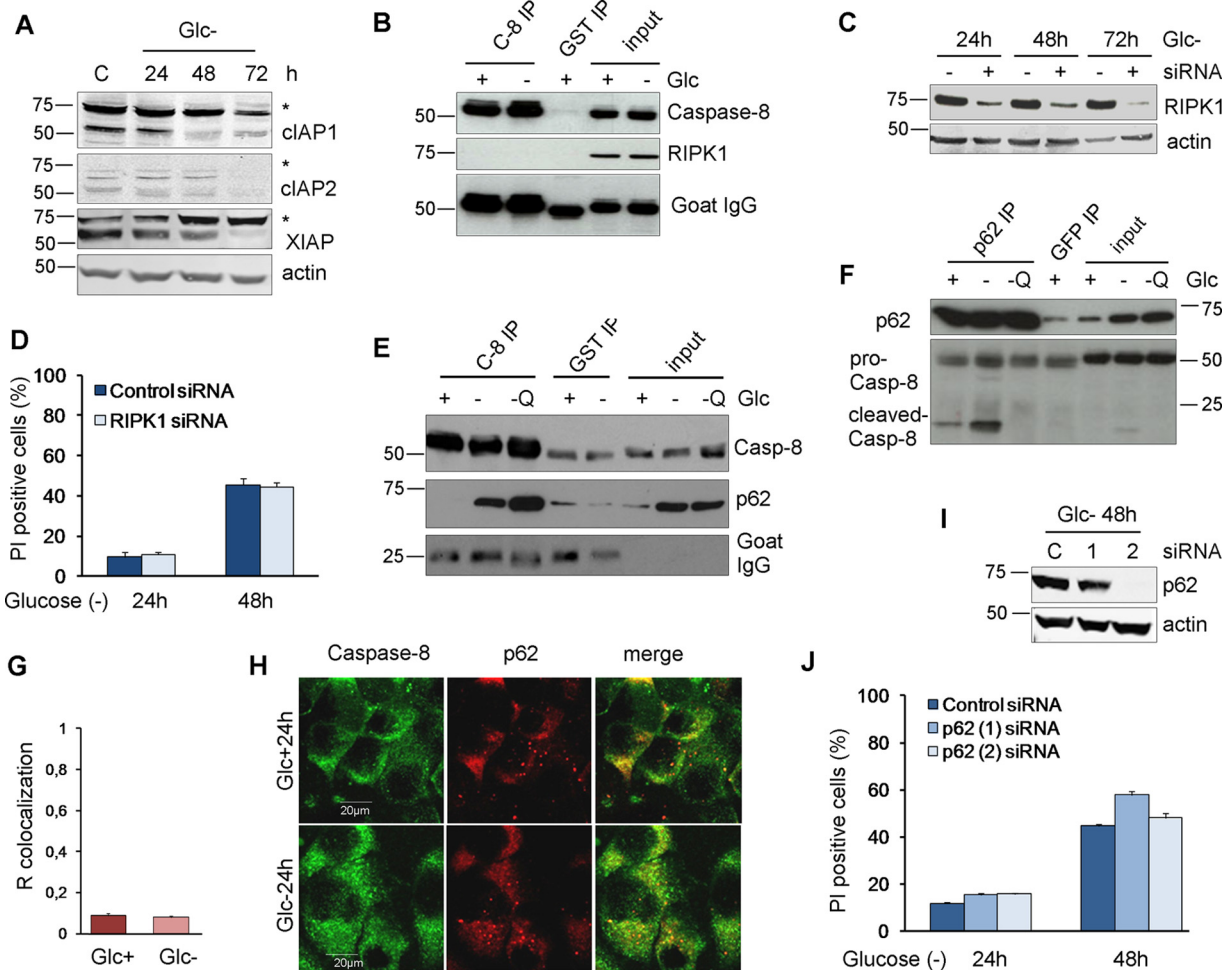 A
Glc-
C 24 48 72 h
75
*
cIAP1
50
75
*
cIAP2
50
75
*
XIAP
50
actin
B
C-8 IP GST IP input
+ - + + - Glc
50 Caspase-8
75 RIPK1
50 Goat IgG
C
24h 48h 72h Glc-
- + - + - + siRNA
75 RIPK1
50
actin
D
PI positive cells (%)
100
80
60
40
20
0
Control siRNA
RIPK1 siRNA
Glucose (-) 24h 48h
E
C-8 IP GST IP input
+ - -Q + - + - -Q Glc
50 Casp-8
75 p62
25 Goat
IgG
F
p62 IP GFP IP input
+ - -Q + + - -Q Glc
p62 75
pro-
Casp-8 50
cleaved-
Casp-8 25
G
R colocalization
1
0,8
0,6
0,4
0,2
0
Glc+ Glc-
H
Caspase-8 p62 merge
Glc+24h
20µm
Glc-24h
20µm
I
Glc- 48h
C 1 2 siRNA
75 p62
50
actin
J
PI positive cells (%)
100
80
60
40
20
0
Control siRNA
p62 (1) siRNA
p62 (2) siRNA
Glucose (-) 24h 48h